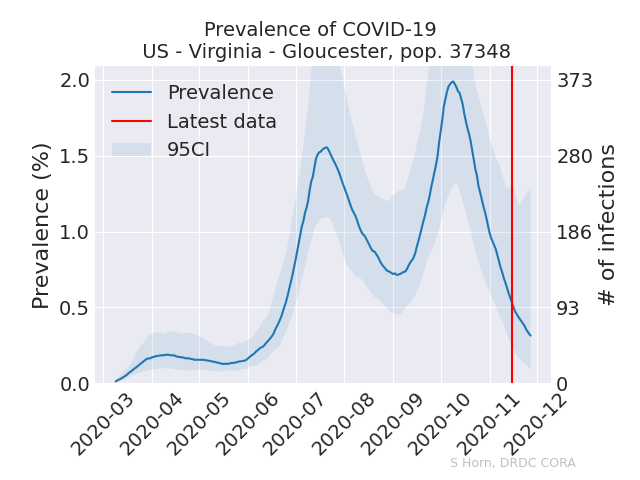 Prevalence of COVID-19
US - Virginia - Gloucester, pop. 37348
Prevalence
Latest data
95CI
Prevalence (%)
2.0
1.5
1.0
0.5
0.0
373
280
186
93
0
# of infections
2020-03
2020-04
2020-05
2020-06
2020-07
2020-08
2020-09
2020-10
2020-11
2020-12
S Horn, DRDC CORA